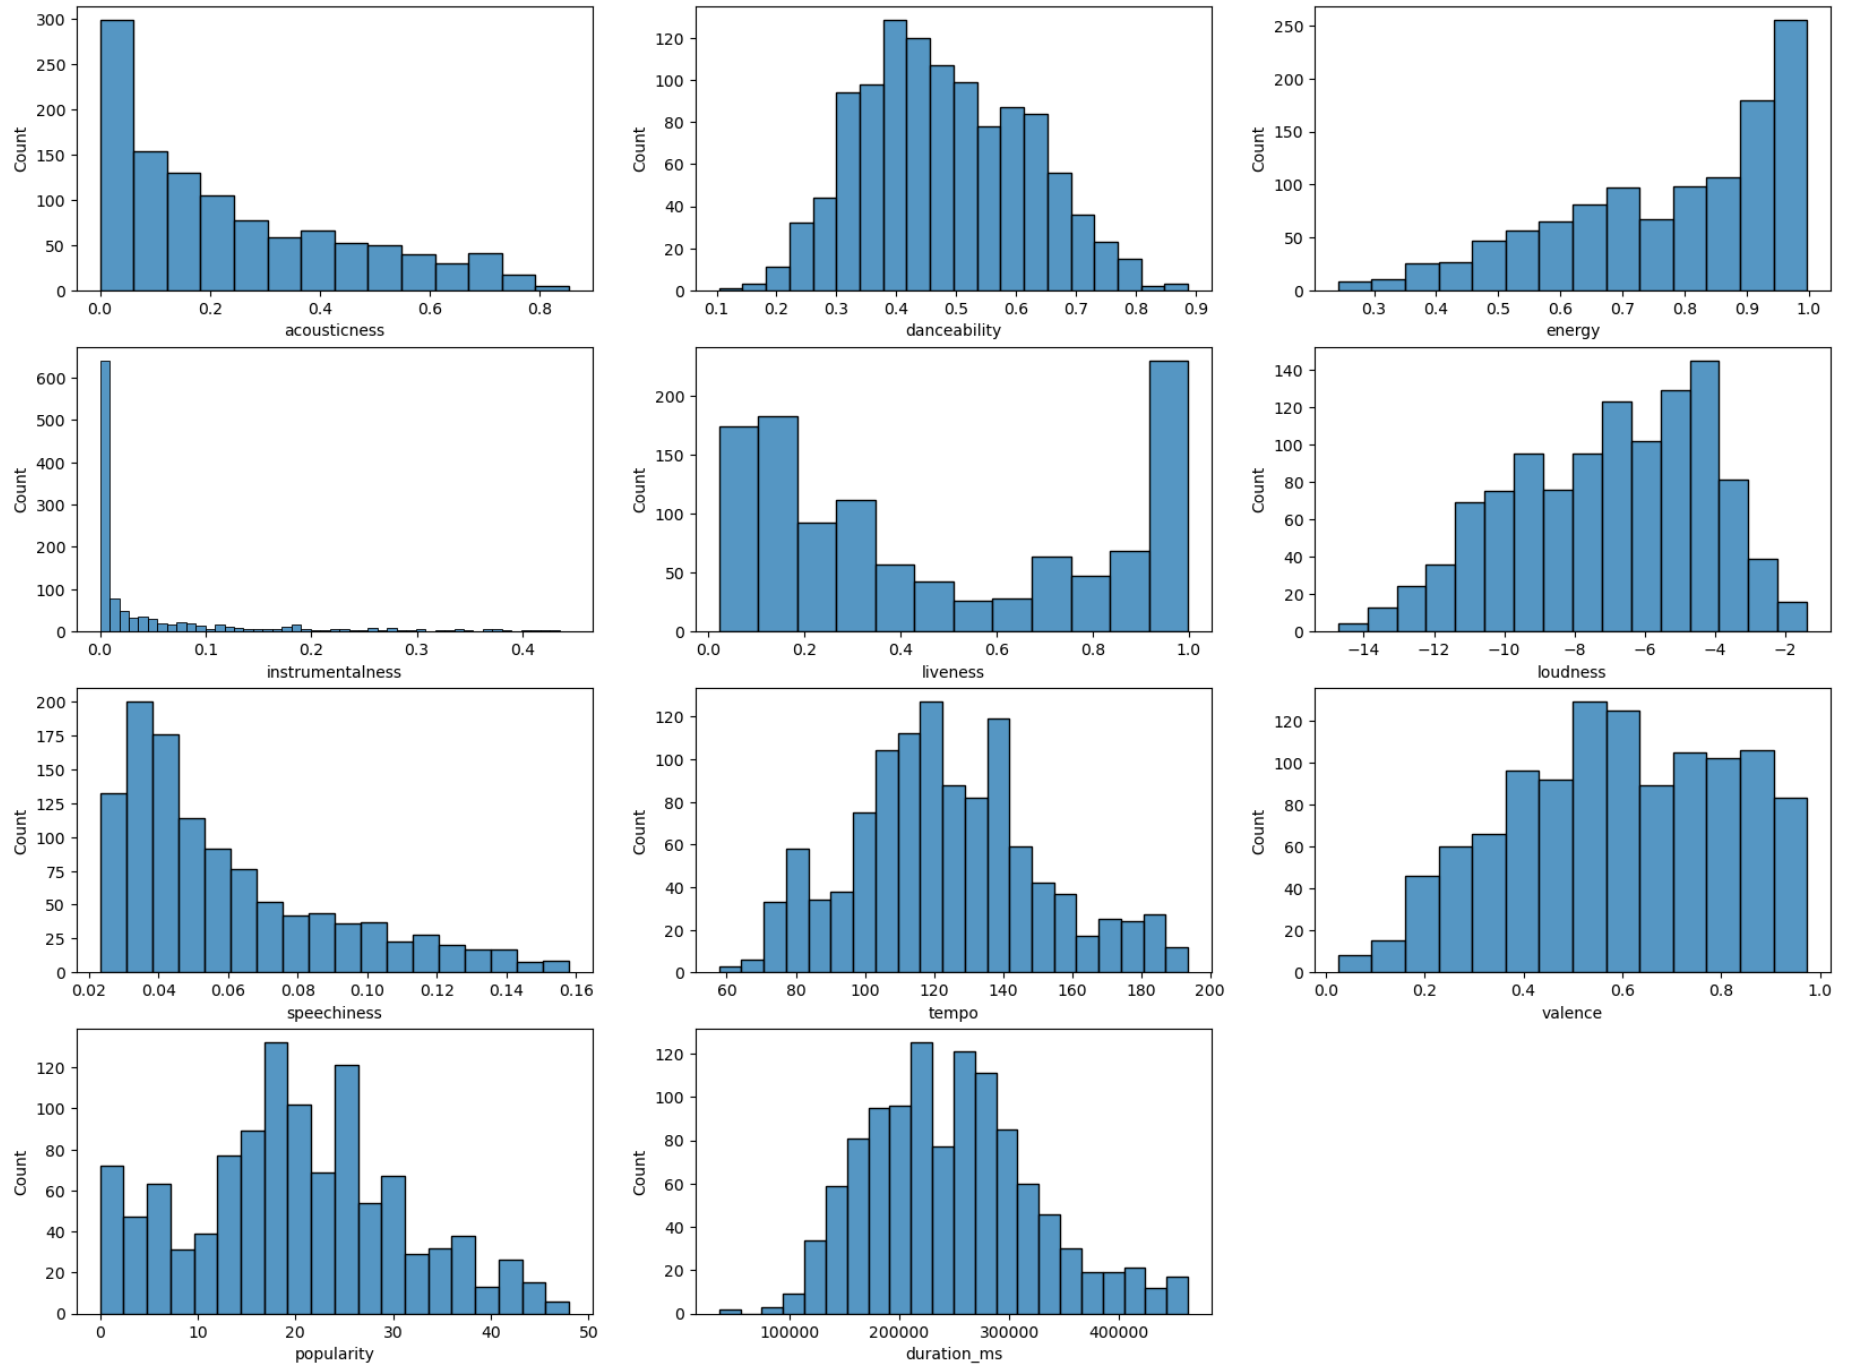 300
250
200
150
100
50
0
Count
0.0 0.2 0.4 0.6 0.8
acousticness
120
100
80
60
40
20
0
Count
0.1 0.2 0.3 0.4 0.5 0.6 0.7 0.8 0.9
danceability
250
200
150
100
50
0
Count
0.3 0.4 0.5 0.6 0.7 0.8 0.9 1.0
energy
600
500
400
300
200
100
0
Count
0.0 0.1 0.2 0.3 0.4
instrumentalness
200
150
100
50
0
Count
0.0 0.2 0.4 0.6 0.8 1.0
liveness
140
120
100
80
60
40
20
0
Count
−14 −12 −10 −8 −6 −4 −2
loudness
200
175
150
125
100
75
50
25
0
Count
0.02 0.04 0.06 0.08 0.10 0.12 0.14 0.16
speechiness
120
100
80
60
40
20
0
Count
60 80 100 120 140 160 180 200
tempo
120
100
80
60
40
20
0
Count
0.0 0.2 0.4 0.6 0.8 1.0
valence
120
100
80
60
40
20
0
Count
0 10 20 30 40 50
popularity
120
100
80
60
40
20
0
Count
100000 200000 300000 400000
duration_ms